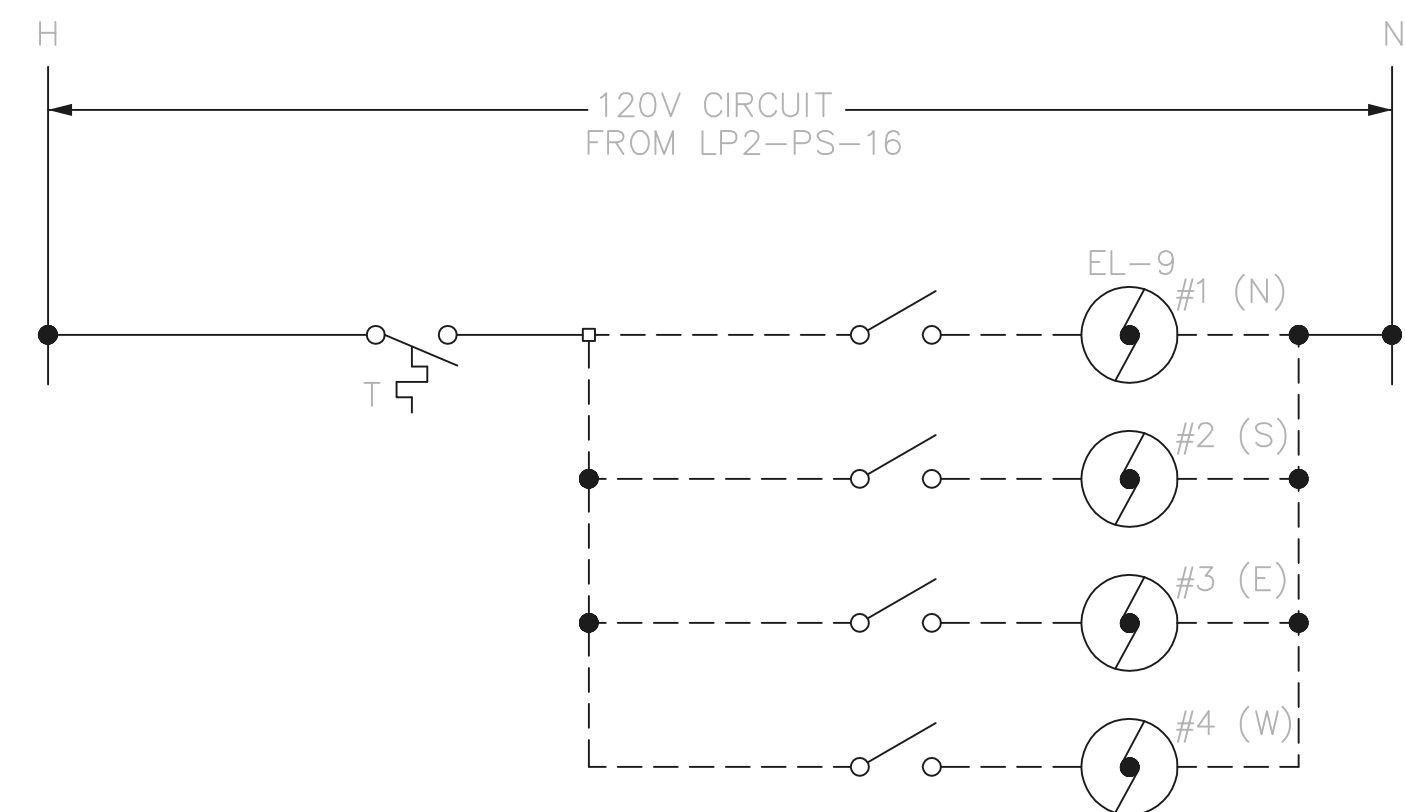 H
N
120V CIRCUIT
FROM LP2-PS-16
EL-9
#1 (N)
T
#2 (S)
#3 (E)
#4 (W)